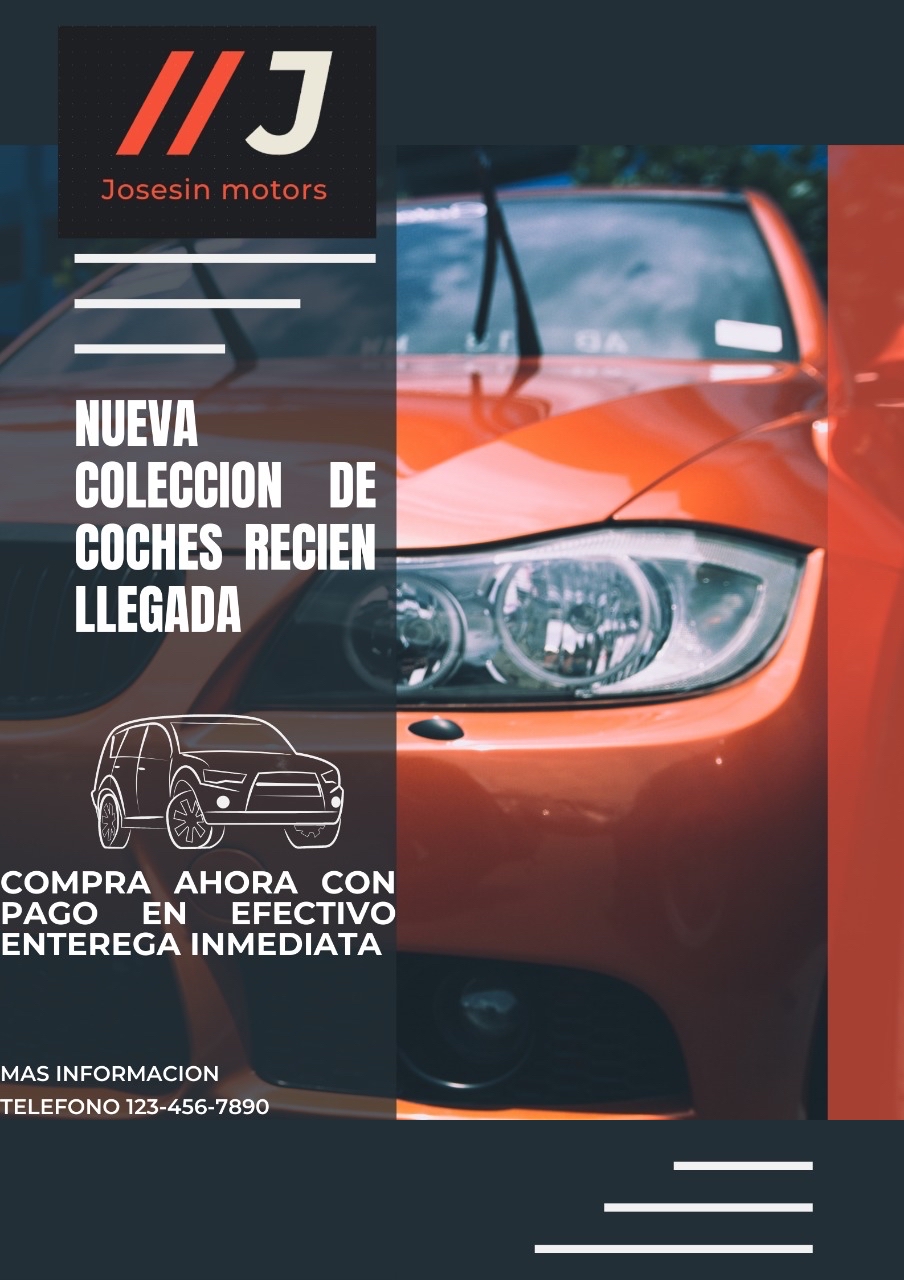 //J
Josesin motors
NUEVA
COLECCION DE
COCHES RECIEN
LLEGADA
COMPRA AHORA CON
PAGO EN EFECTIVO
ENTEREGA INMEDIATA
MAS INFORMACION
TELEFONO 123-456-7890